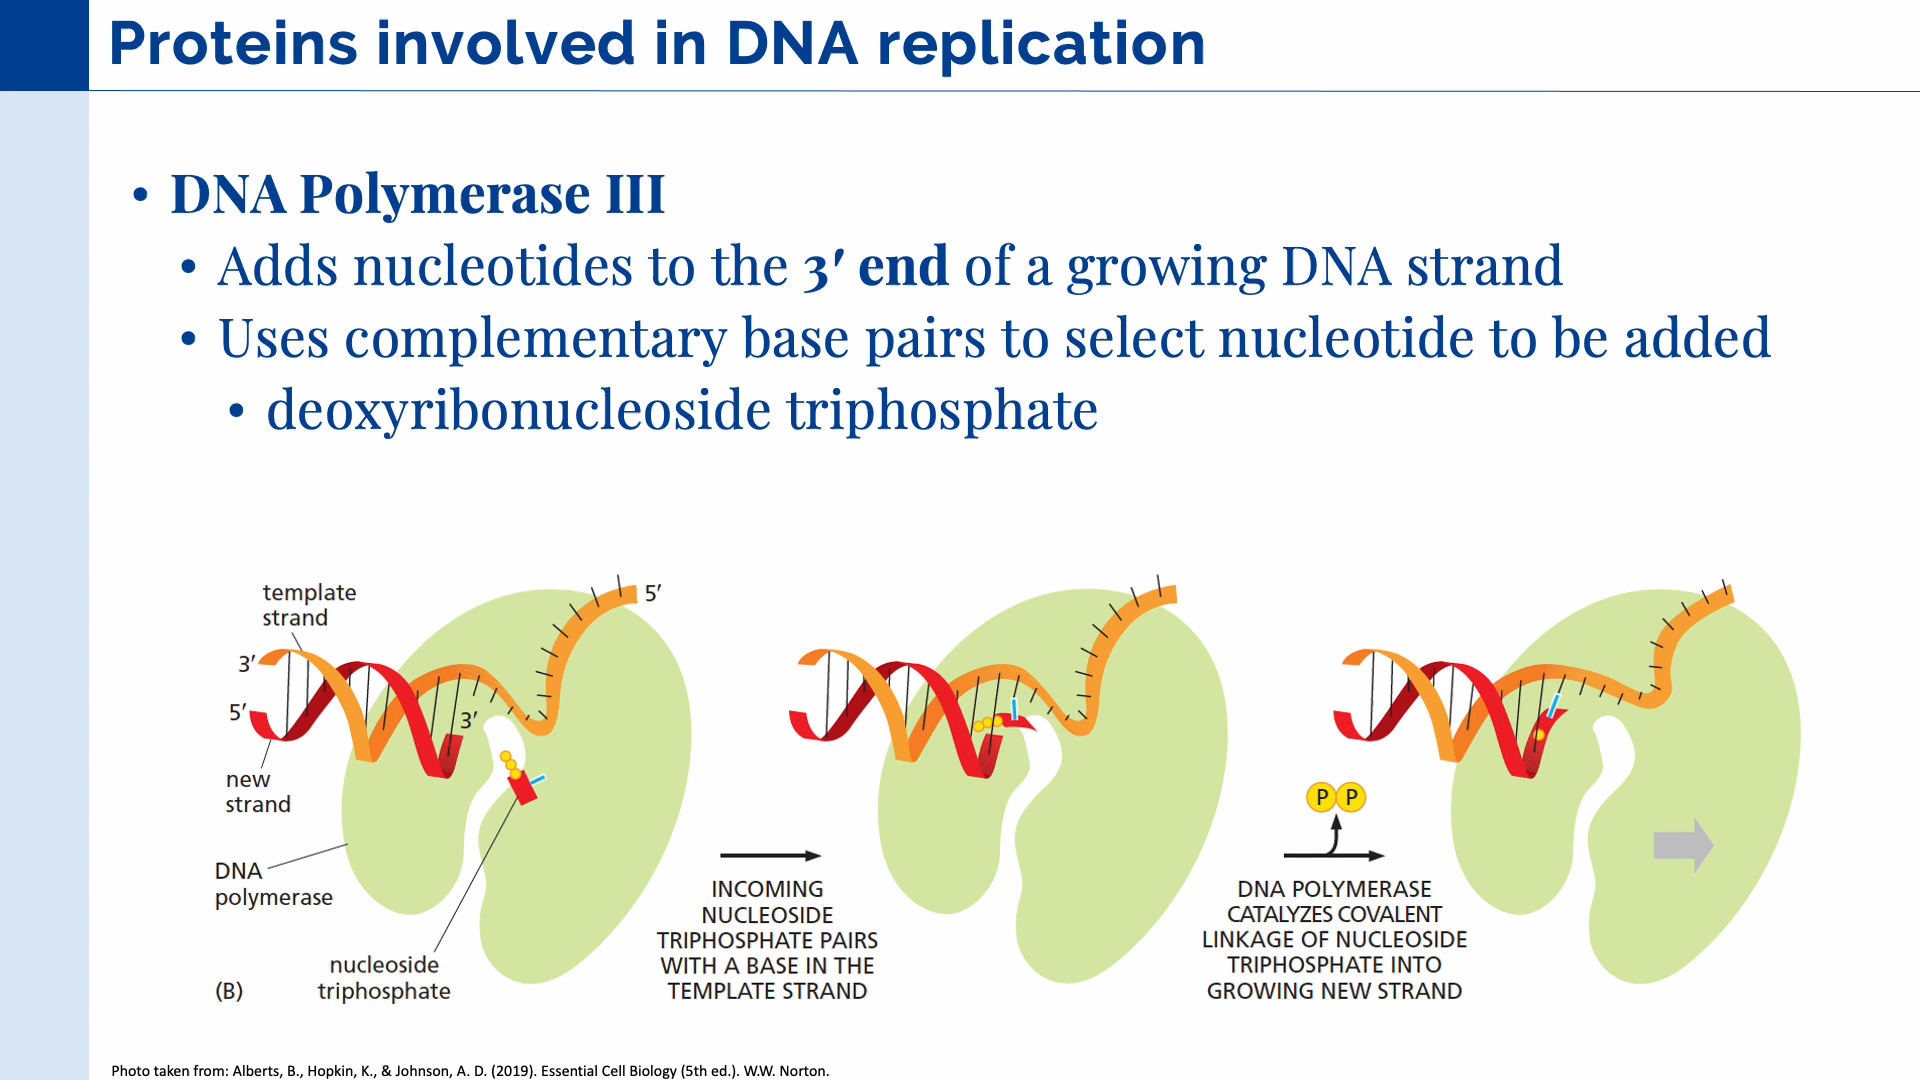 Proteins involved in DNA replication
• DNA Polymerase III
• Adds nucleotides to the 3′ end of a growing DNA strand
• Uses complementary base pairs to select nucleotide to be added
• deoxyribonucleoside triphosphate
template
strand
5′
3′
5′
3′
new
strand
DNA
polymerase
nucleoside
triphosphate
(B)
INCOMING
NUCLEOSIDE
TRIPHOSPHATE PAIRS
WITH A BASE IN THE
TEMPLATE STRAND
P P
DNA POLYMERASE
CATALYZES COVALENT
LINKAGE OF NUCLEOSIDE
TRIPHOSPHATE INTO
GROWING NEW STRAND
Photo taken from: Alberts, B., Hopkin, K., & Johnson, A. D. (2019). Essential Cell Biology (5th ed.). W.W. Norton.